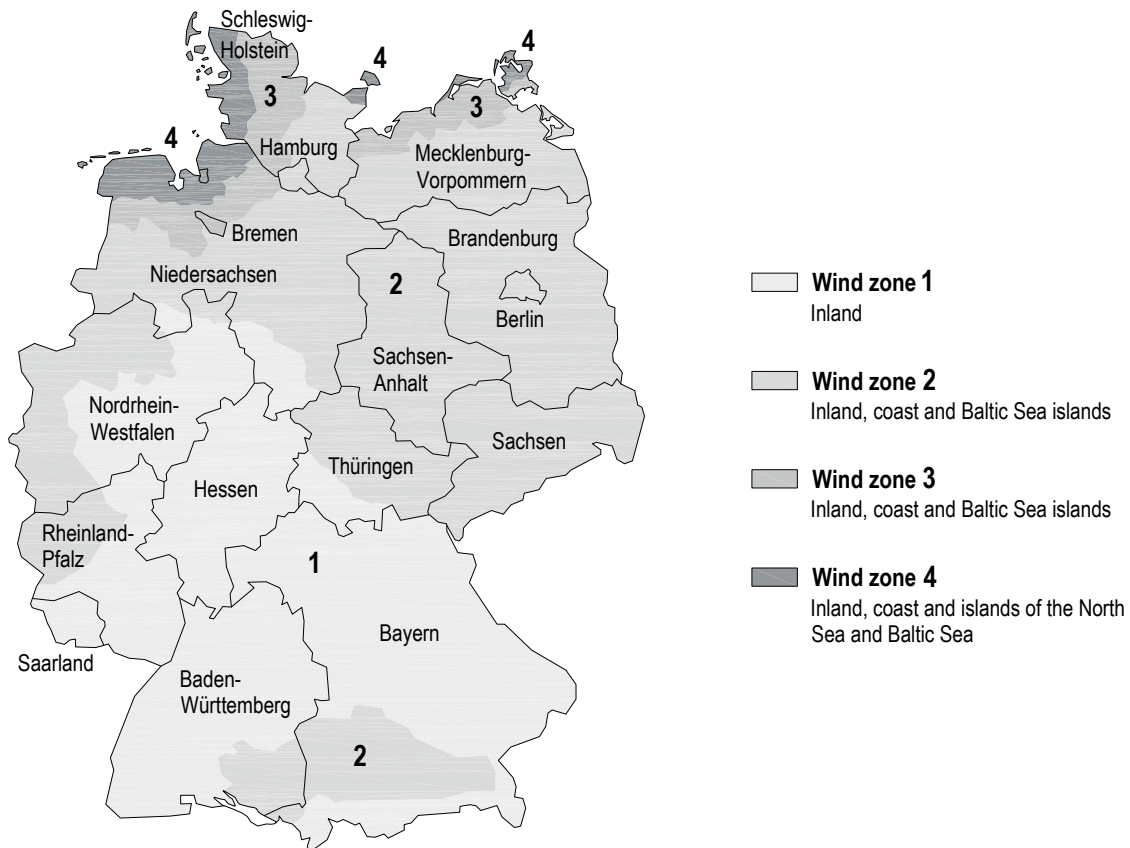 Schleswig-
Holstein
4
4
3
3
4
Hamburg
Mecklenburg-
Vorpommern
Bremen
Brandenburg
Niedersachsen
2
Berlin
Sachsen-
Anhalt
Nordrhein-
Westfalen
Sachsen
Thüringen
Hessen
Rheinland-
Pfalz
1
Bayern
Saarland
Baden-
Württemberg
2
Wind zone 1
Inland
Wind zone 2
Inland, coast and Baltic Sea islands
Wind zone 3
Inland, coast and Baltic Sea islands
Wind zone 4
Inland, coast and islands of the North
Sea and Baltic Sea